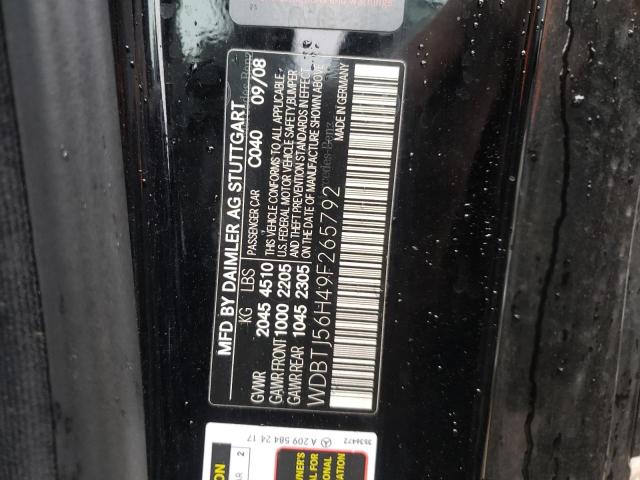 MFD BY DAIMLER AG STUTTGART
KG LBS PASSENGER CAR C040 09/08
GVWR 2045 4510 THIS VEHICLE CONFORMS TO ALL APPLICABLE
GAWR FRONT 1000 2205 U.S. FEDERAL MOTOR VEHICLE SAFETY, BUMPER
GAWR REAR 1045 2305 AND THEFT PREVENTION STANDARDS IN EFFECT
ON THE DATE OF MANUFACTURE SHOWN ABOVE
WDBTJ56H49F265792 MADE IN GERMANY
A 209 584 24 17
3536472